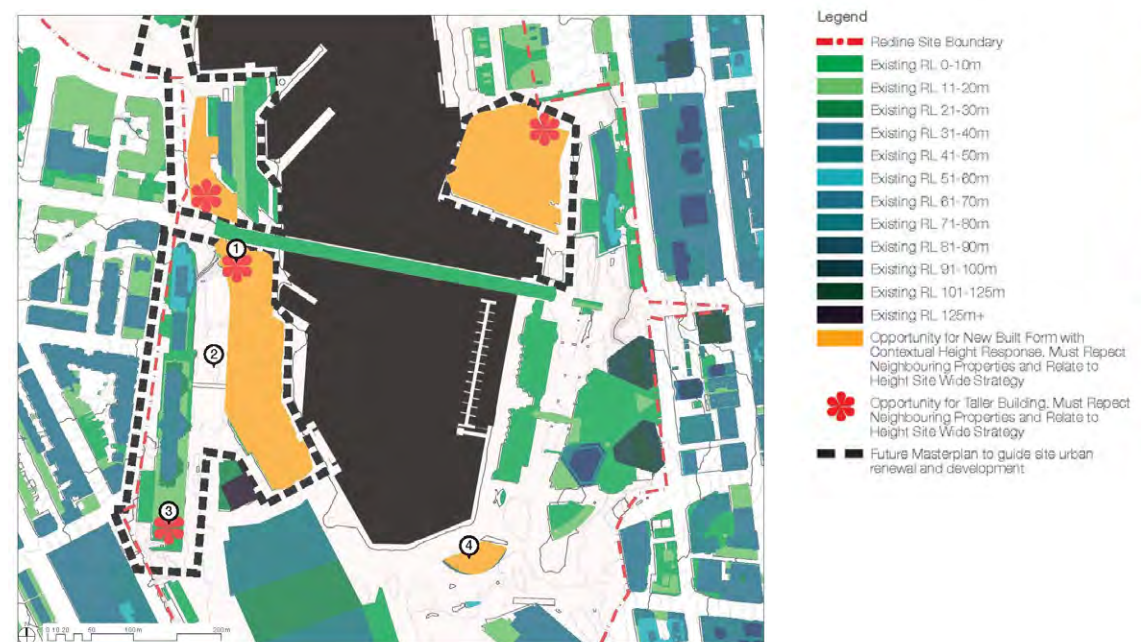 Legend
Redline Site Boundary
Existing RL 0-10m
Existing RL 11-20m
Existing RL 21-30m
Existing RL 31-40m
Existing RL 41-50m
Existing RL 51-60m
Existing RL 61-70m
Existing RL 71-80m
Existing RL 81-90m
Existing RL 91-100m
Existing RL 101-125m
Existing RL 125m+
Opportunity for New Built Form with
Contextual Height Response, Must Repect
Neighbouring Properties and Relate to
Height Site Wide Strategy
Opportunity for Taller Building, Must Repect
Neighbouring Properties and Relate to
Height Site Wide Strategy
Future Masterplan to guide site urban
renewal and development
1
2
3
4
0 10 20 50 100m 200m